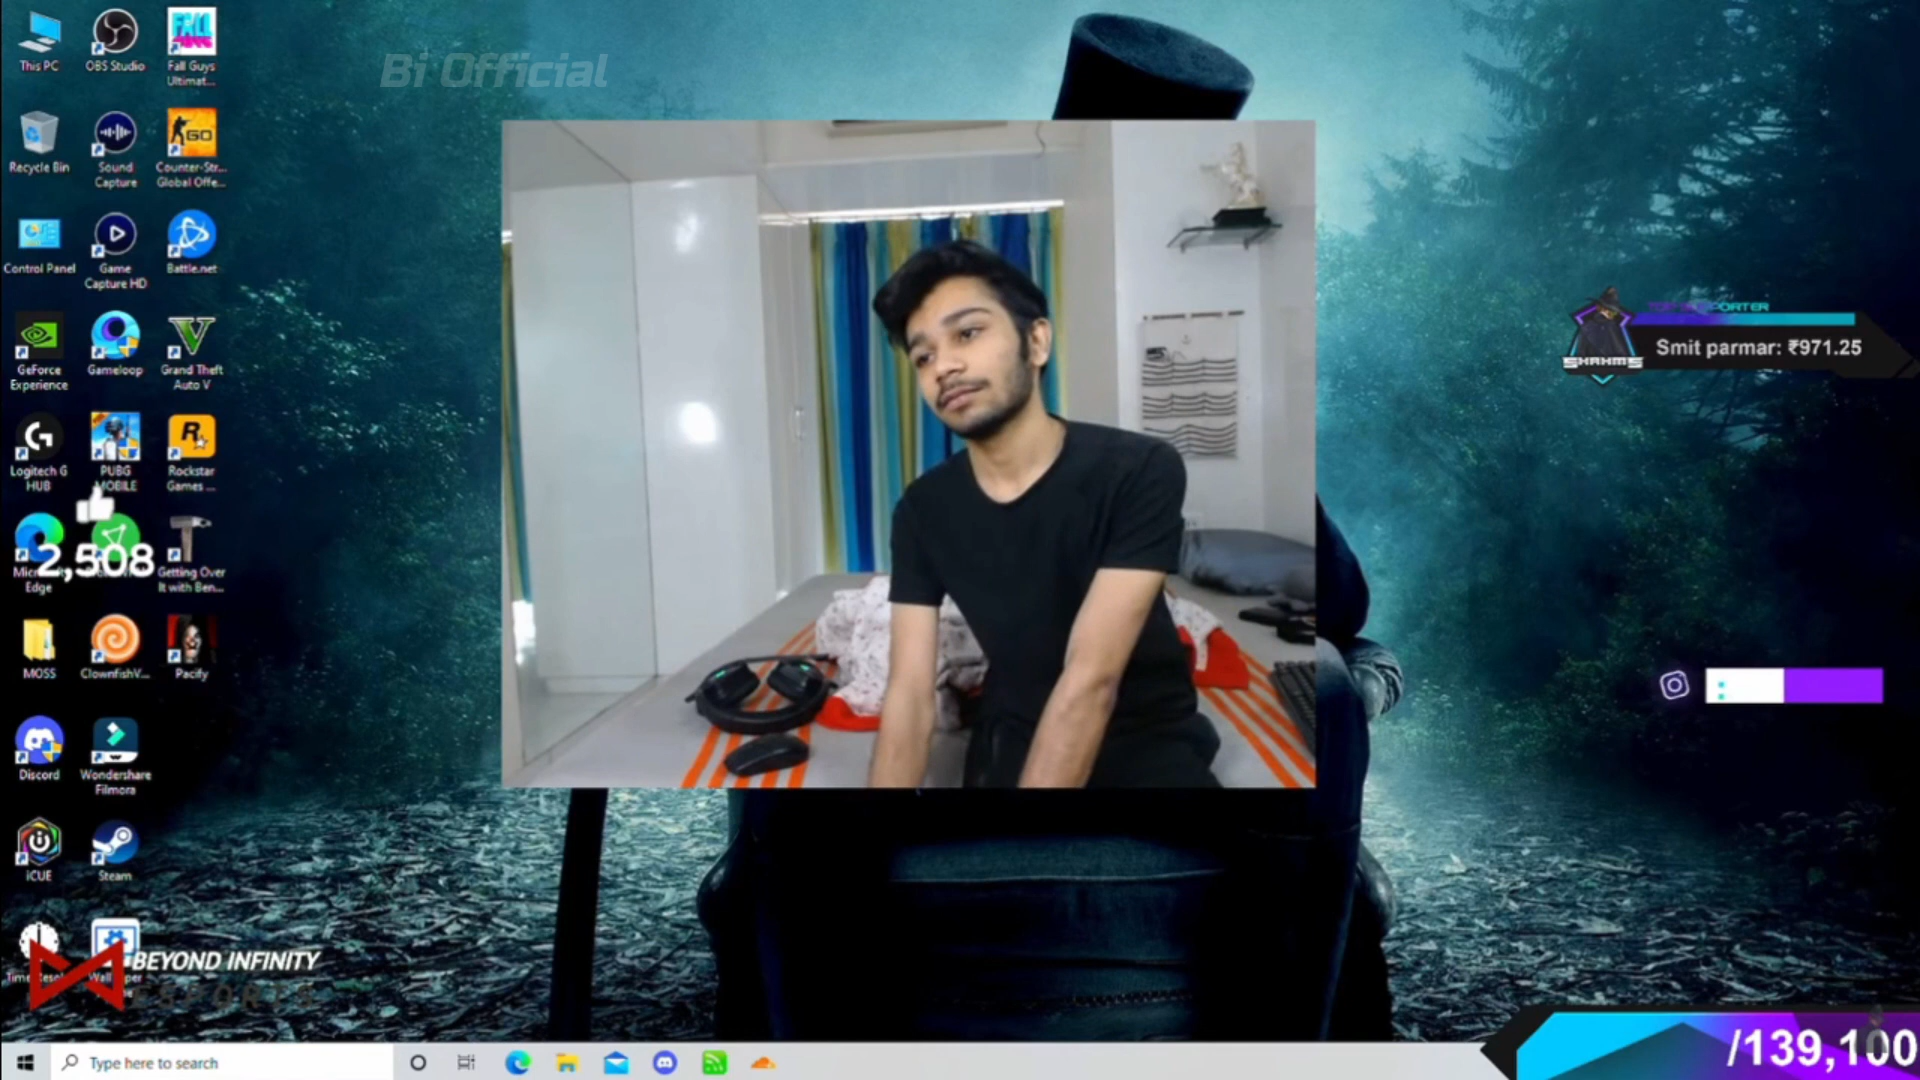 Bi Official
This PC
OBS Studio
Fall Guys
Ultimat...
Recycle Bin
Sound
Capture
Counter-Str...
Global Offe...
Control Panel
Game
Capture HD
Battle.net
GeForce
Experience
Gameloop
Grand Theft
Auto V
Logitech G
HUB
PUBG
MOBILE
Rockstar
Games ...
2,508
Edge
Getting Over
It with Ben...
MOSS
ClownfishV...
Pacify
Discord
Wondershare
Filmora
iCUE
Steam
BEYOND INFINITY
ESPORTS
SHAHMS
Smit parmar: ₹971.25
Type here to search
/139,100